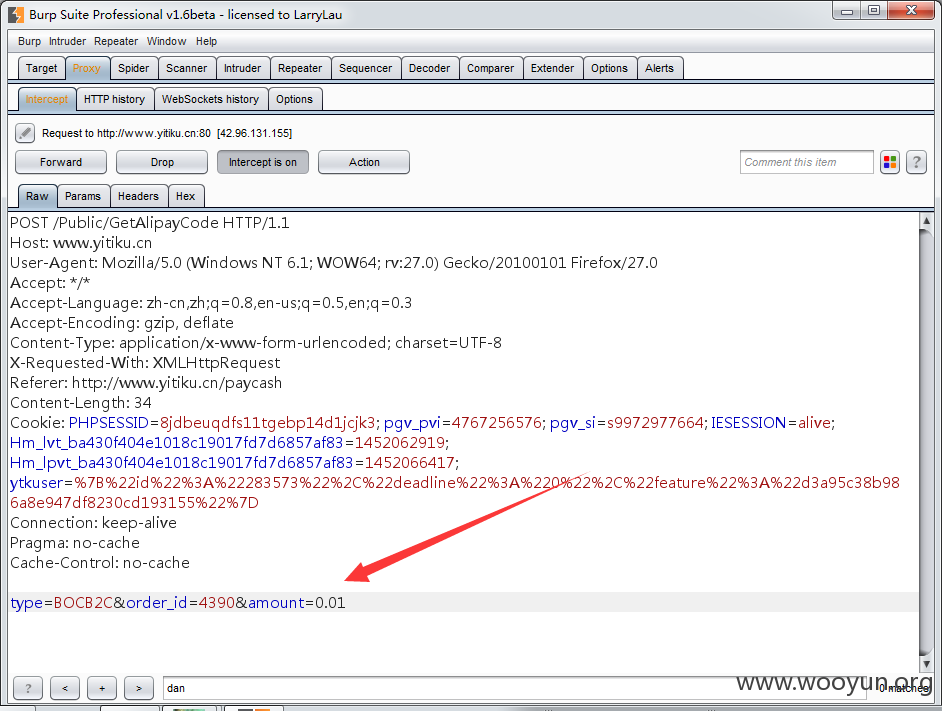 Burp Suite Professional v1.6beta - licensed to LarryLau
Burp Intruder Repeater Window Help
Target Proxy Spider Scanner Intruder Repeater Sequencer Decoder Comparer Extender Options Alerts
Intercept HTTP history WebSockets history Options
Request to http://www.yitiku.cn:80 [42.96.131.155]
Forward Drop Intercept is on Action Comment this item ?
Raw Params Headers Hex
POST /Public/GetAlipayCode HTTP/1.1
Host: www.yitiku.cn
User-Agent: Mozilla/5.0 (Windows NT 6.1; WOW64; rv:27.0) Gecko/20100101 Firefox/27.0
Accept: */*
Accept-Language: zh-cn,zh;q=0.8,en-us;q=0.5,en;q=0.3
Accept-Encoding: gzip, deflate
Content-Type: application/x-www-form-urlencoded; charset=UTF-8
X-Requested-With: XMLHttpRequest
Referer: http://www.yitiku.cn/paycash
Content-Length: 34
Cookie: PHPSESSID=8jdbeuqdfs11tgebp14d1jcjk3; pgv_pvi=4767256576; pgv_si=s9972977664; IESESSION=alive;
Hm_lvt_ba430f404e1018c19017fd7d6857af83=1452062919;
Hm_lpvt_ba430f404e1018c19017fd7d6857af83=1452066417;
ytkuser=%7B%22id%22%3A%22283573%22%2C%22deadline%22%3A%220%22%2C%22feature%22%3A%22d3a95c38b98
6a8e947df8230cd193155%22%7D
Connection: keep-alive
Pragma: no-cache
Cache-Control: no-cache
type=BOCB2C&order_id=4390&amount=0.01
? < + > dan 0 matches
www.wooyun.org